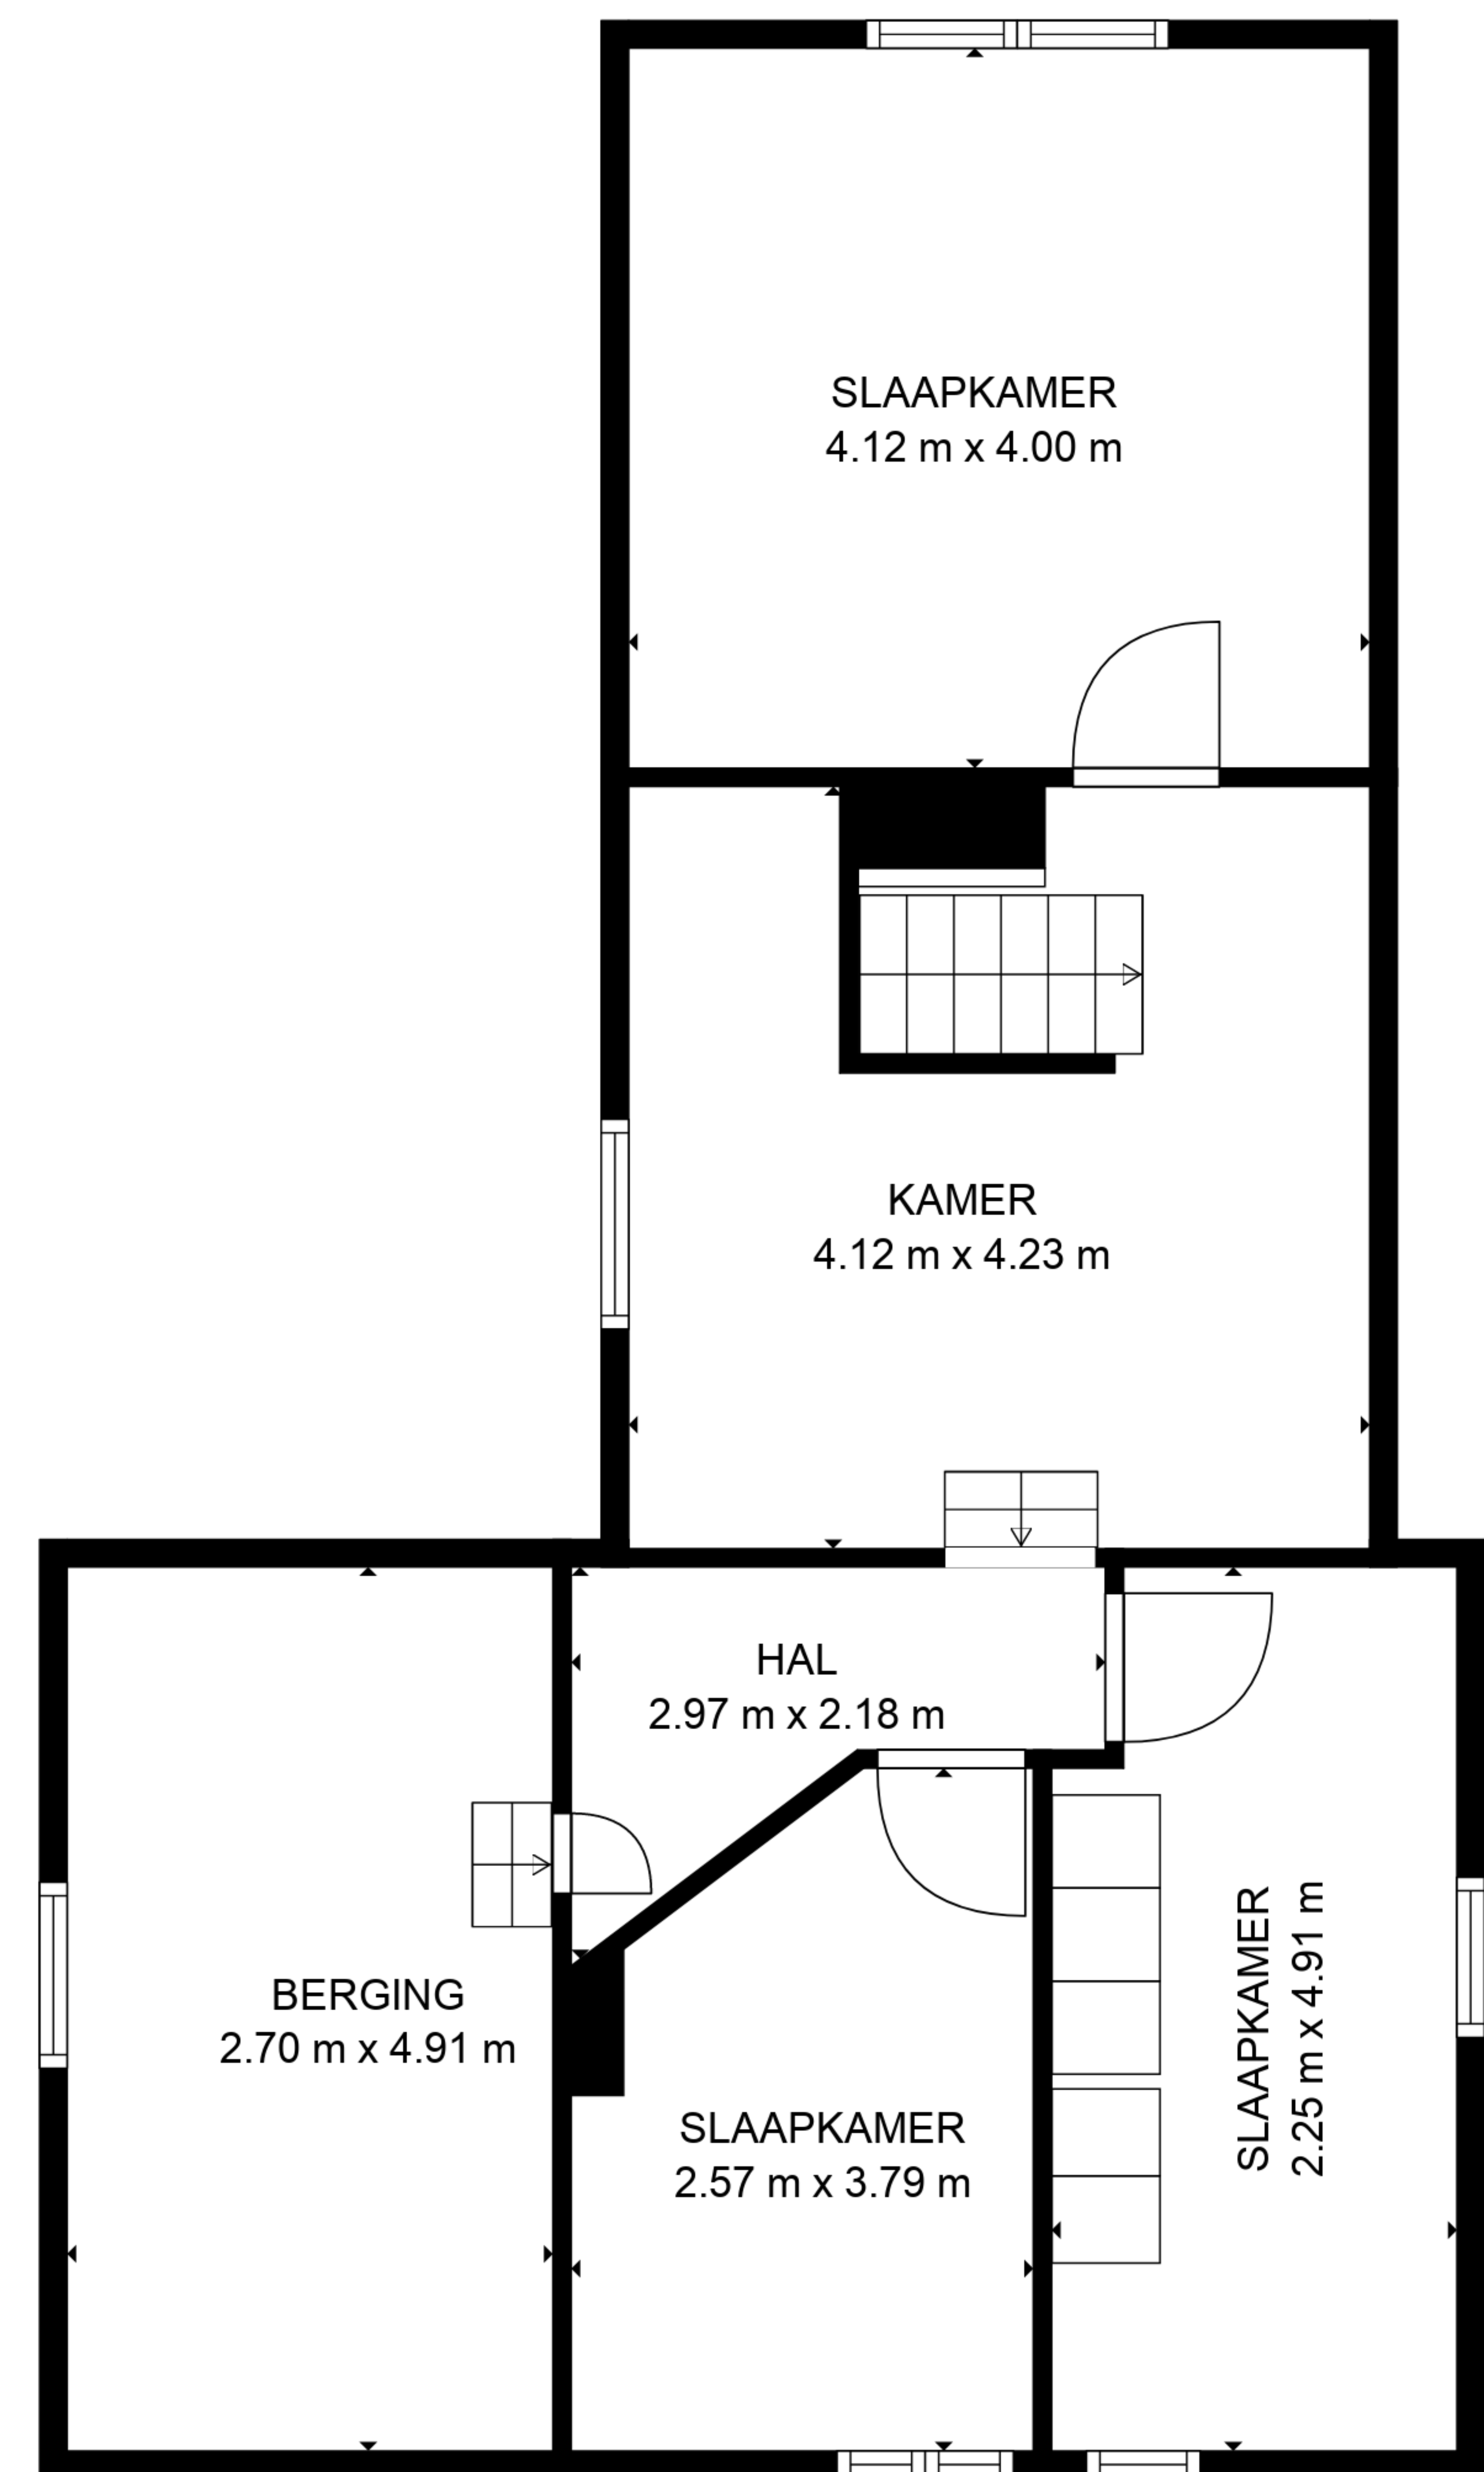 SLAAPKAMER
4.12 m x 4.00 m
KAMER
4.12 m x 4.23 m
HAL
2.97 m x 2.18 m
BERGING
2.70 m x 4.91 m
SLAAPKAMER
2.57 m x 3.79 m
SLAAPKAMER
2.25 m x 4.91 m